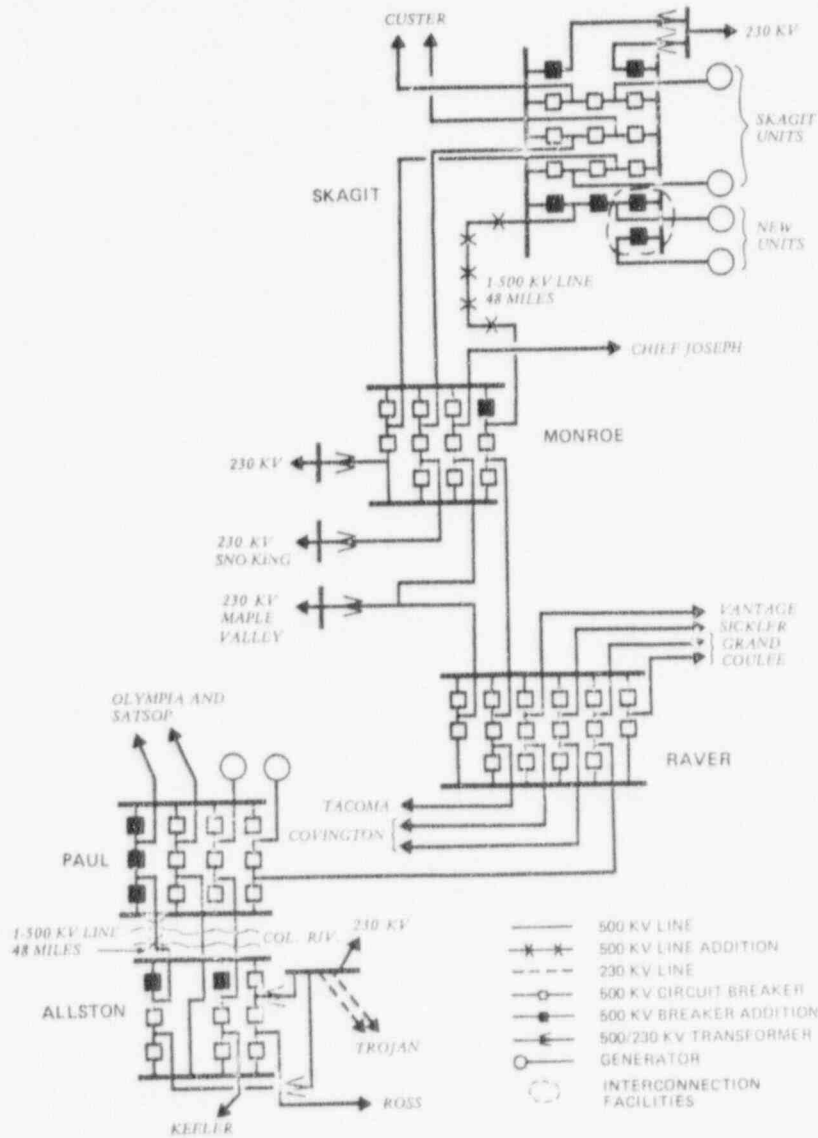 CUSTER
230 KV
SKAGIT
UNITS
SKAGIT
NEW
UNITS
1-500 KV LINE
48 MILES
CHIEF JOSEPH
MONROE
230 KV
230 KV
SNO-KING
230 KV
MAPLE
VALLEY
VANTAGE
SICKLER
GRAND
COULEE
OLYMPIA AND
SATSOP
RAVER
TACOMA
COVINGTON
PAUL
1-500 KV LINE
48 MILES
COL. RIV.
230 KV
ALLSTON
TROJAN
ROSS
KEELER
500 KV LINE
500 KV LINE ADDITION
230 KV LINE
500 KV CIRCUIT BREAKER
500 KV BREAKER ADDITION
500/230 KV TRANSFORMER
GENERATOR
INTERCONNECTION
FACILITIES